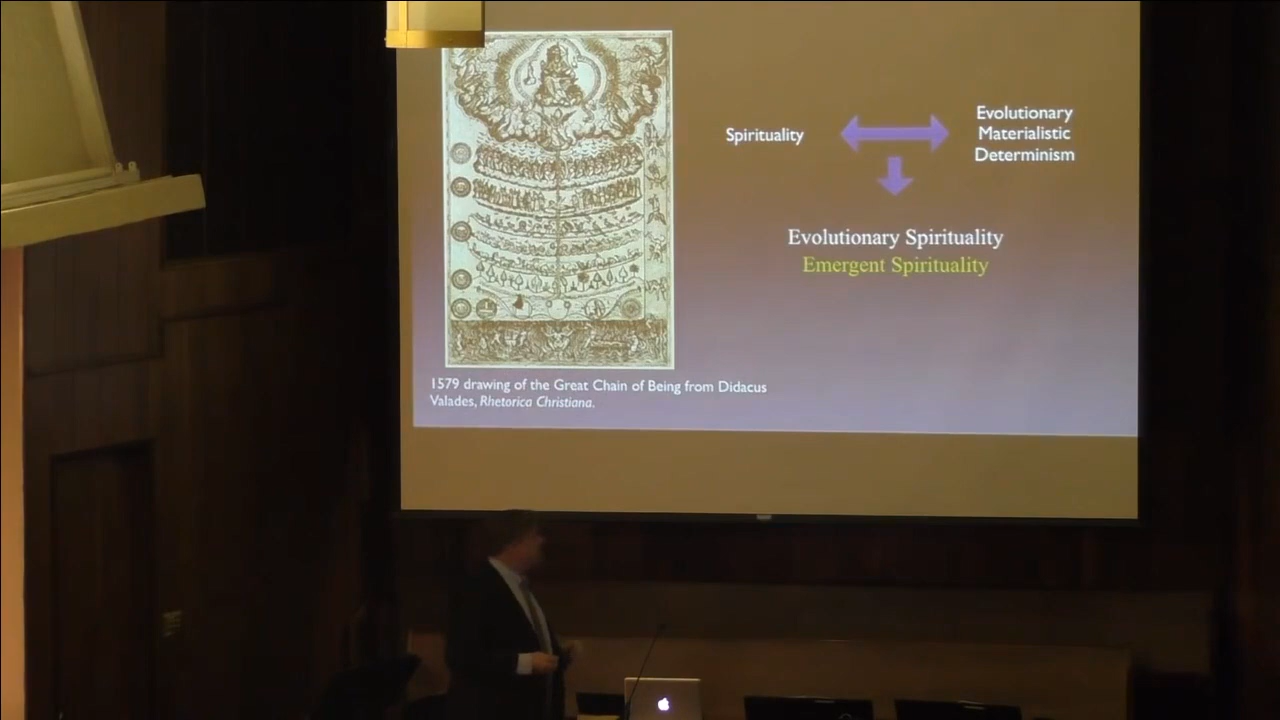 Spirituality
Evolutionary
Materialistic
Determinism
Evolutionary Spirituality
Emergent Spirituality
1579 drawing of the Great Chain of Being from Didacus
Valades, Rhetorica Christiana.